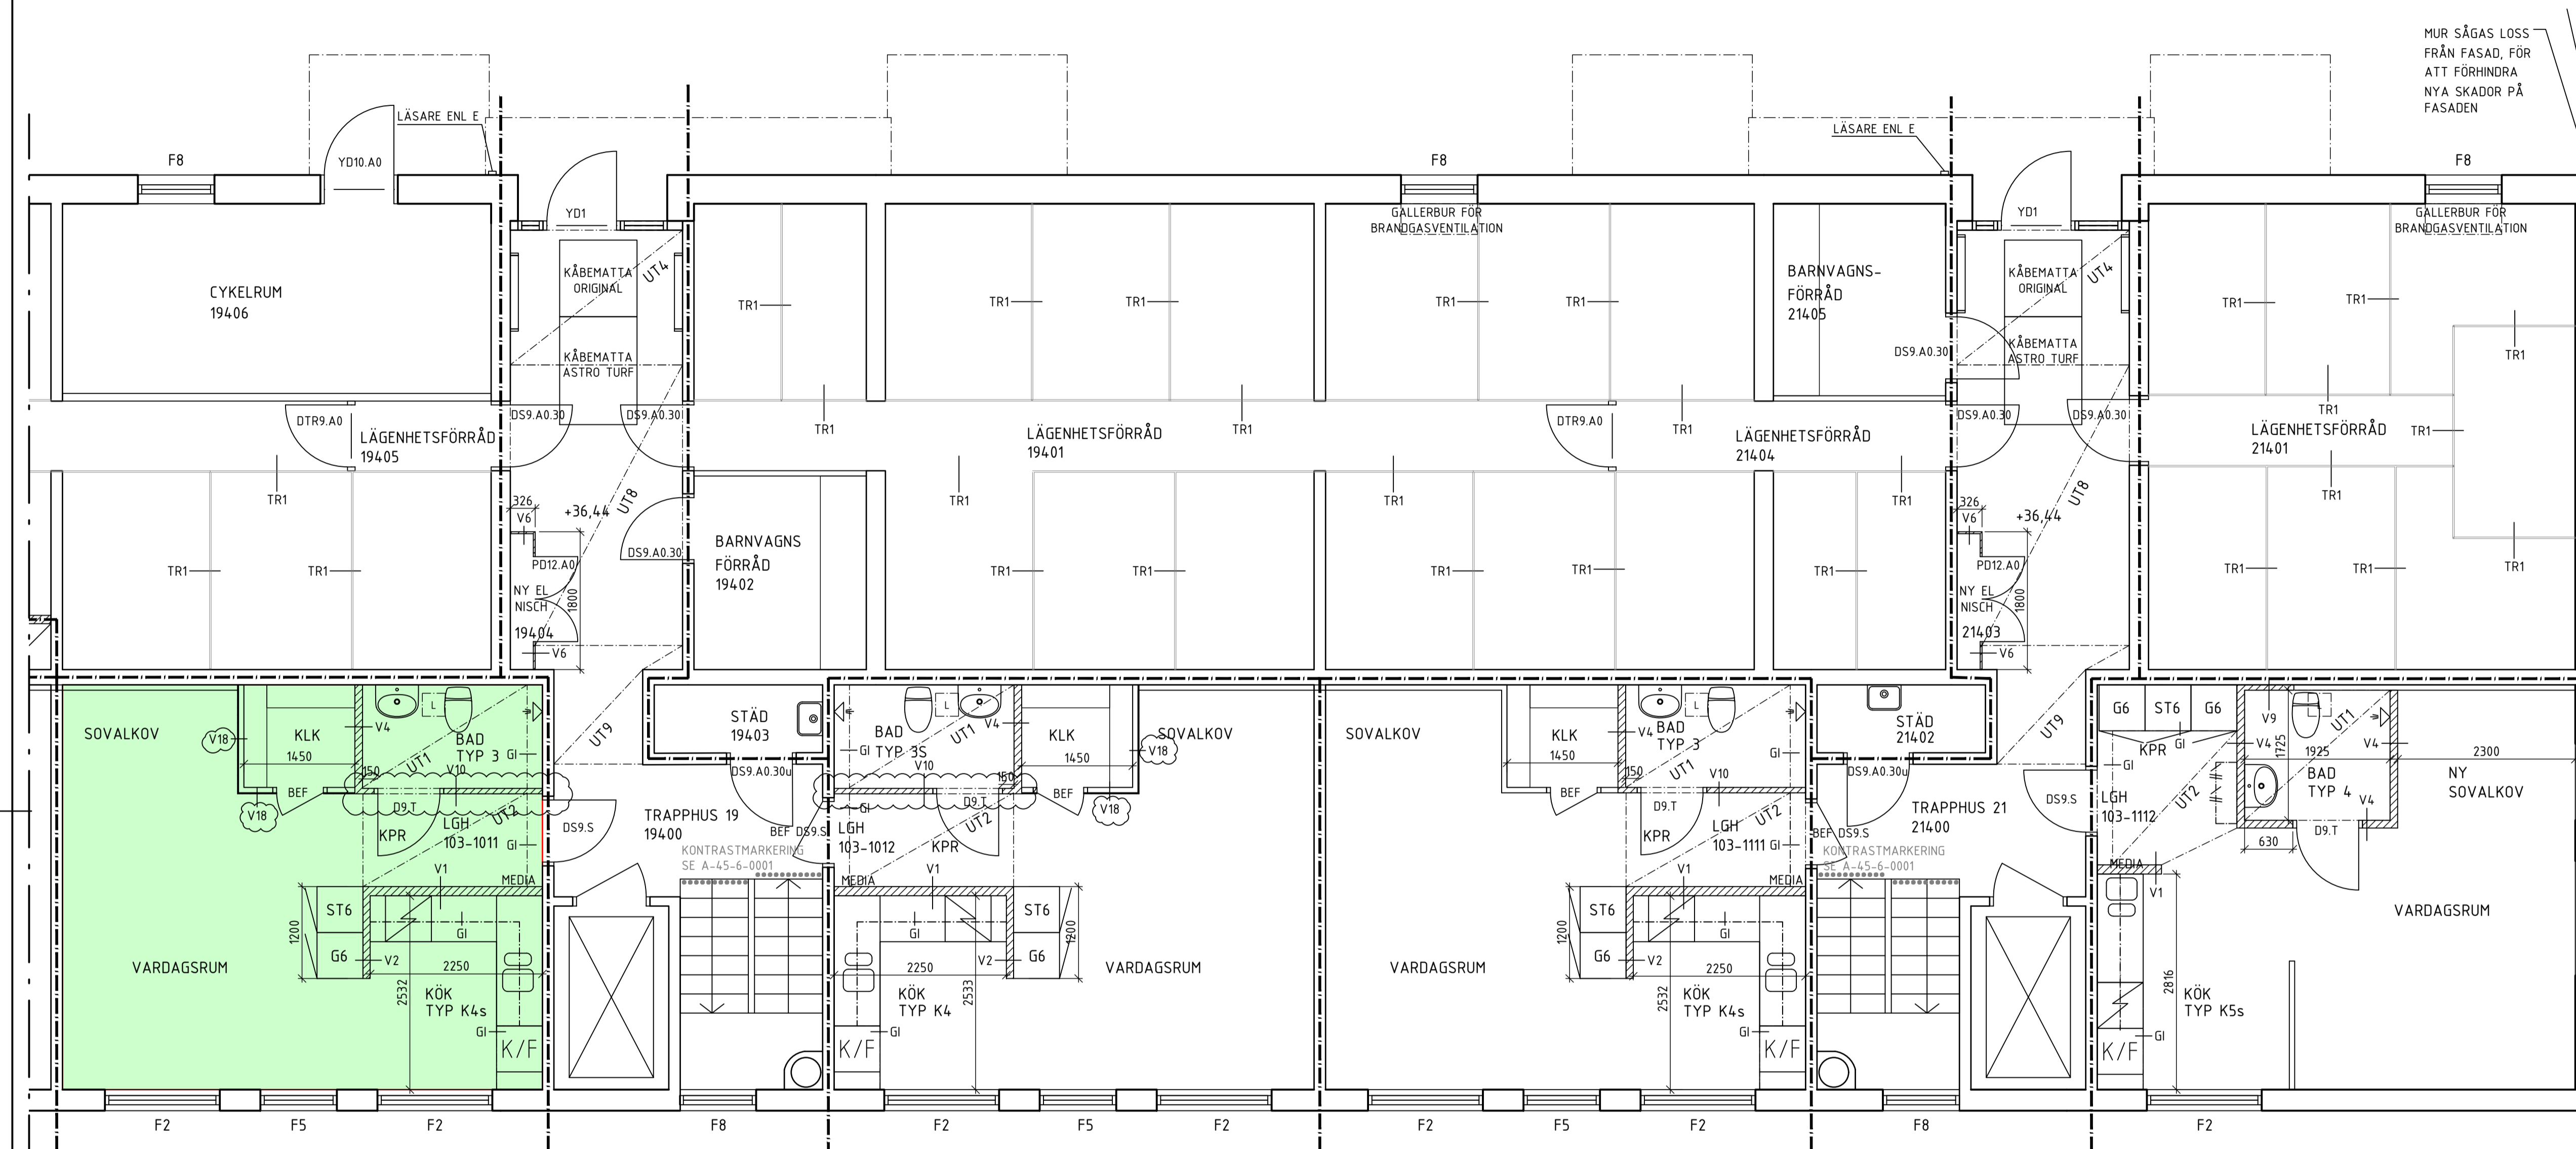 MUR SÅGAS LOSS
FRÅN FASAD, FÖR
ATT FÖRHINDRA
NYA SKADOR PÅ
FASADEN
LÄSARE ENL E
LÄSARE ENL E
F8
YD10.A0
F8
F8
YD1
YD1
GALLERBUR FÖR
BRANDGASVENTILATION
GALLERBUR FÖR
BRANDGASVENTILATION
CYKELRUM
19406
KÅBEMATTA
ORIGINAL
UT4
KÅBEMATTA
ASTRO TURF
TR1
TR1
TR1
TR1
TR1
BARNVAGNS-
FÖRRÅD
21405
KÅBEMATTA
ORIGINAL
UT4
KÅBEMATTA
ASTRO TURF
DS9.A0.30
TR1
TR1
TR1
DTR9.A0
LÄGENHETSFÖRRÅD
19405
DS9.A0.30
DS9.A0.30
TR1
LÄGENHETSFÖRRÅD
19401
TR1
DTR9.A0
TR1
LÄGENHETSFÖRRÅD
21404
DS9.A0.30
DS9.A0.30
TR1
LÄGENHETSFÖRRÅD
21401
TR1
TR1
326
V6
+36,44
UT8
TR1
TR1
TR1
326
V6
+36,44
UT8
TR1
TR1
TR1
PD12.A0
NY EL
NISCH
1800
19404
V6
DS9.A0.30
BARNVAGNS
FÖRRÅD
19402
TR1
TR1
TR1
TR1
TR1
PD12.A0
NY EL
NISCH
1800
21403
V6
TR1
TR1
TR1
SOVALKOV
V18
KLK
1450
V4
L
BAD
TYP 3
GI
UT1
150
V10
BEF
V18
D9.T
KPR
LGH
103-1011
UT2
GI
DS9.S
UT9
STÄD
19403
DS9.A0.30u
TRAPPHUS 19
19400
BEF DS9.S
KONTRASTMARKERING
SE A-45-6-0001
BAD
TYP 3S
L
UT1
V4
KLK
1450
V18
SOVALKOV
GI
V10
150
GI
D9.T
BEF
V18
UT2
LGH
103-1012
KPR
SOVALKOV
KLK
1450
V4
L
BAD
TYP 3
GI
UT1
150
V10
BEF
D9.T
KPR
UT2
LGH
103-1111
GI
STÄD
21402
DS9.A0.30u
TRAPPHUS 21
21400
BEF DS9.S
KONTRASTMARKERING
SE A-45-6-0001
UT9
DS9.S
G6
ST6
G6
GI
KPR
GI
V9
L
UT1
V4
1725
1925
V4
2300
BAD
TYP 4
NY
SOVALKOV
LGH
103-1112
UT2
V4
630
D9.T
MEDIA
V1
VARDAGSRUM
1200
ST6
G6
V1
MEDIA
GI
V2
2250
2532
KÖK
TYP K4s
GI
K/F
VARDAGSRUM
MEDIA
V1
GI
ST6
G6
1200
V2
2250
2533
KÖK
TYP K4
GI
K/F
VARDAGSRUM
VARDAGSRUM
1200
ST6
G6
V1
MEDIA
GI
V2
2250
2532
KÖK
TYP K4s
GI
K/F
2816
KÖK
TYP K5s
GI
K/F
F2
F5
F2
F8
F2
F5
F2
F2
F5
F2
F8
F2